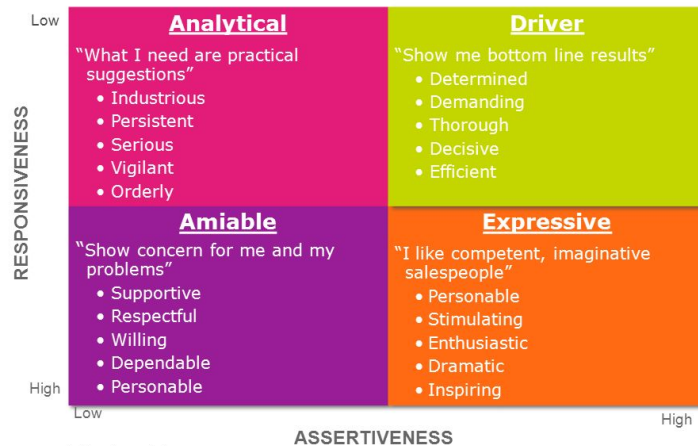 Low
RESPONSIVENESS
High
Analytical
“What I need are practical
suggestions”
• Industrious
• Persistent
• Serious
• Vigilant
• Orderly
Driver
“Show me bottom line results”
• Determined
• Demanding
• Thorough
• Decisive
• Efficient
Amiable
“Show concern for me and my
problems”
• Supportive
• Respectful
• Willing
• Dependable
• Personable
Expressive
“I like competent, imaginative
salespeople”
• Personable
• Stimulating
• Enthusiastic
• Dramatic
• Inspiring
Low
High
ASSERTIVENESS